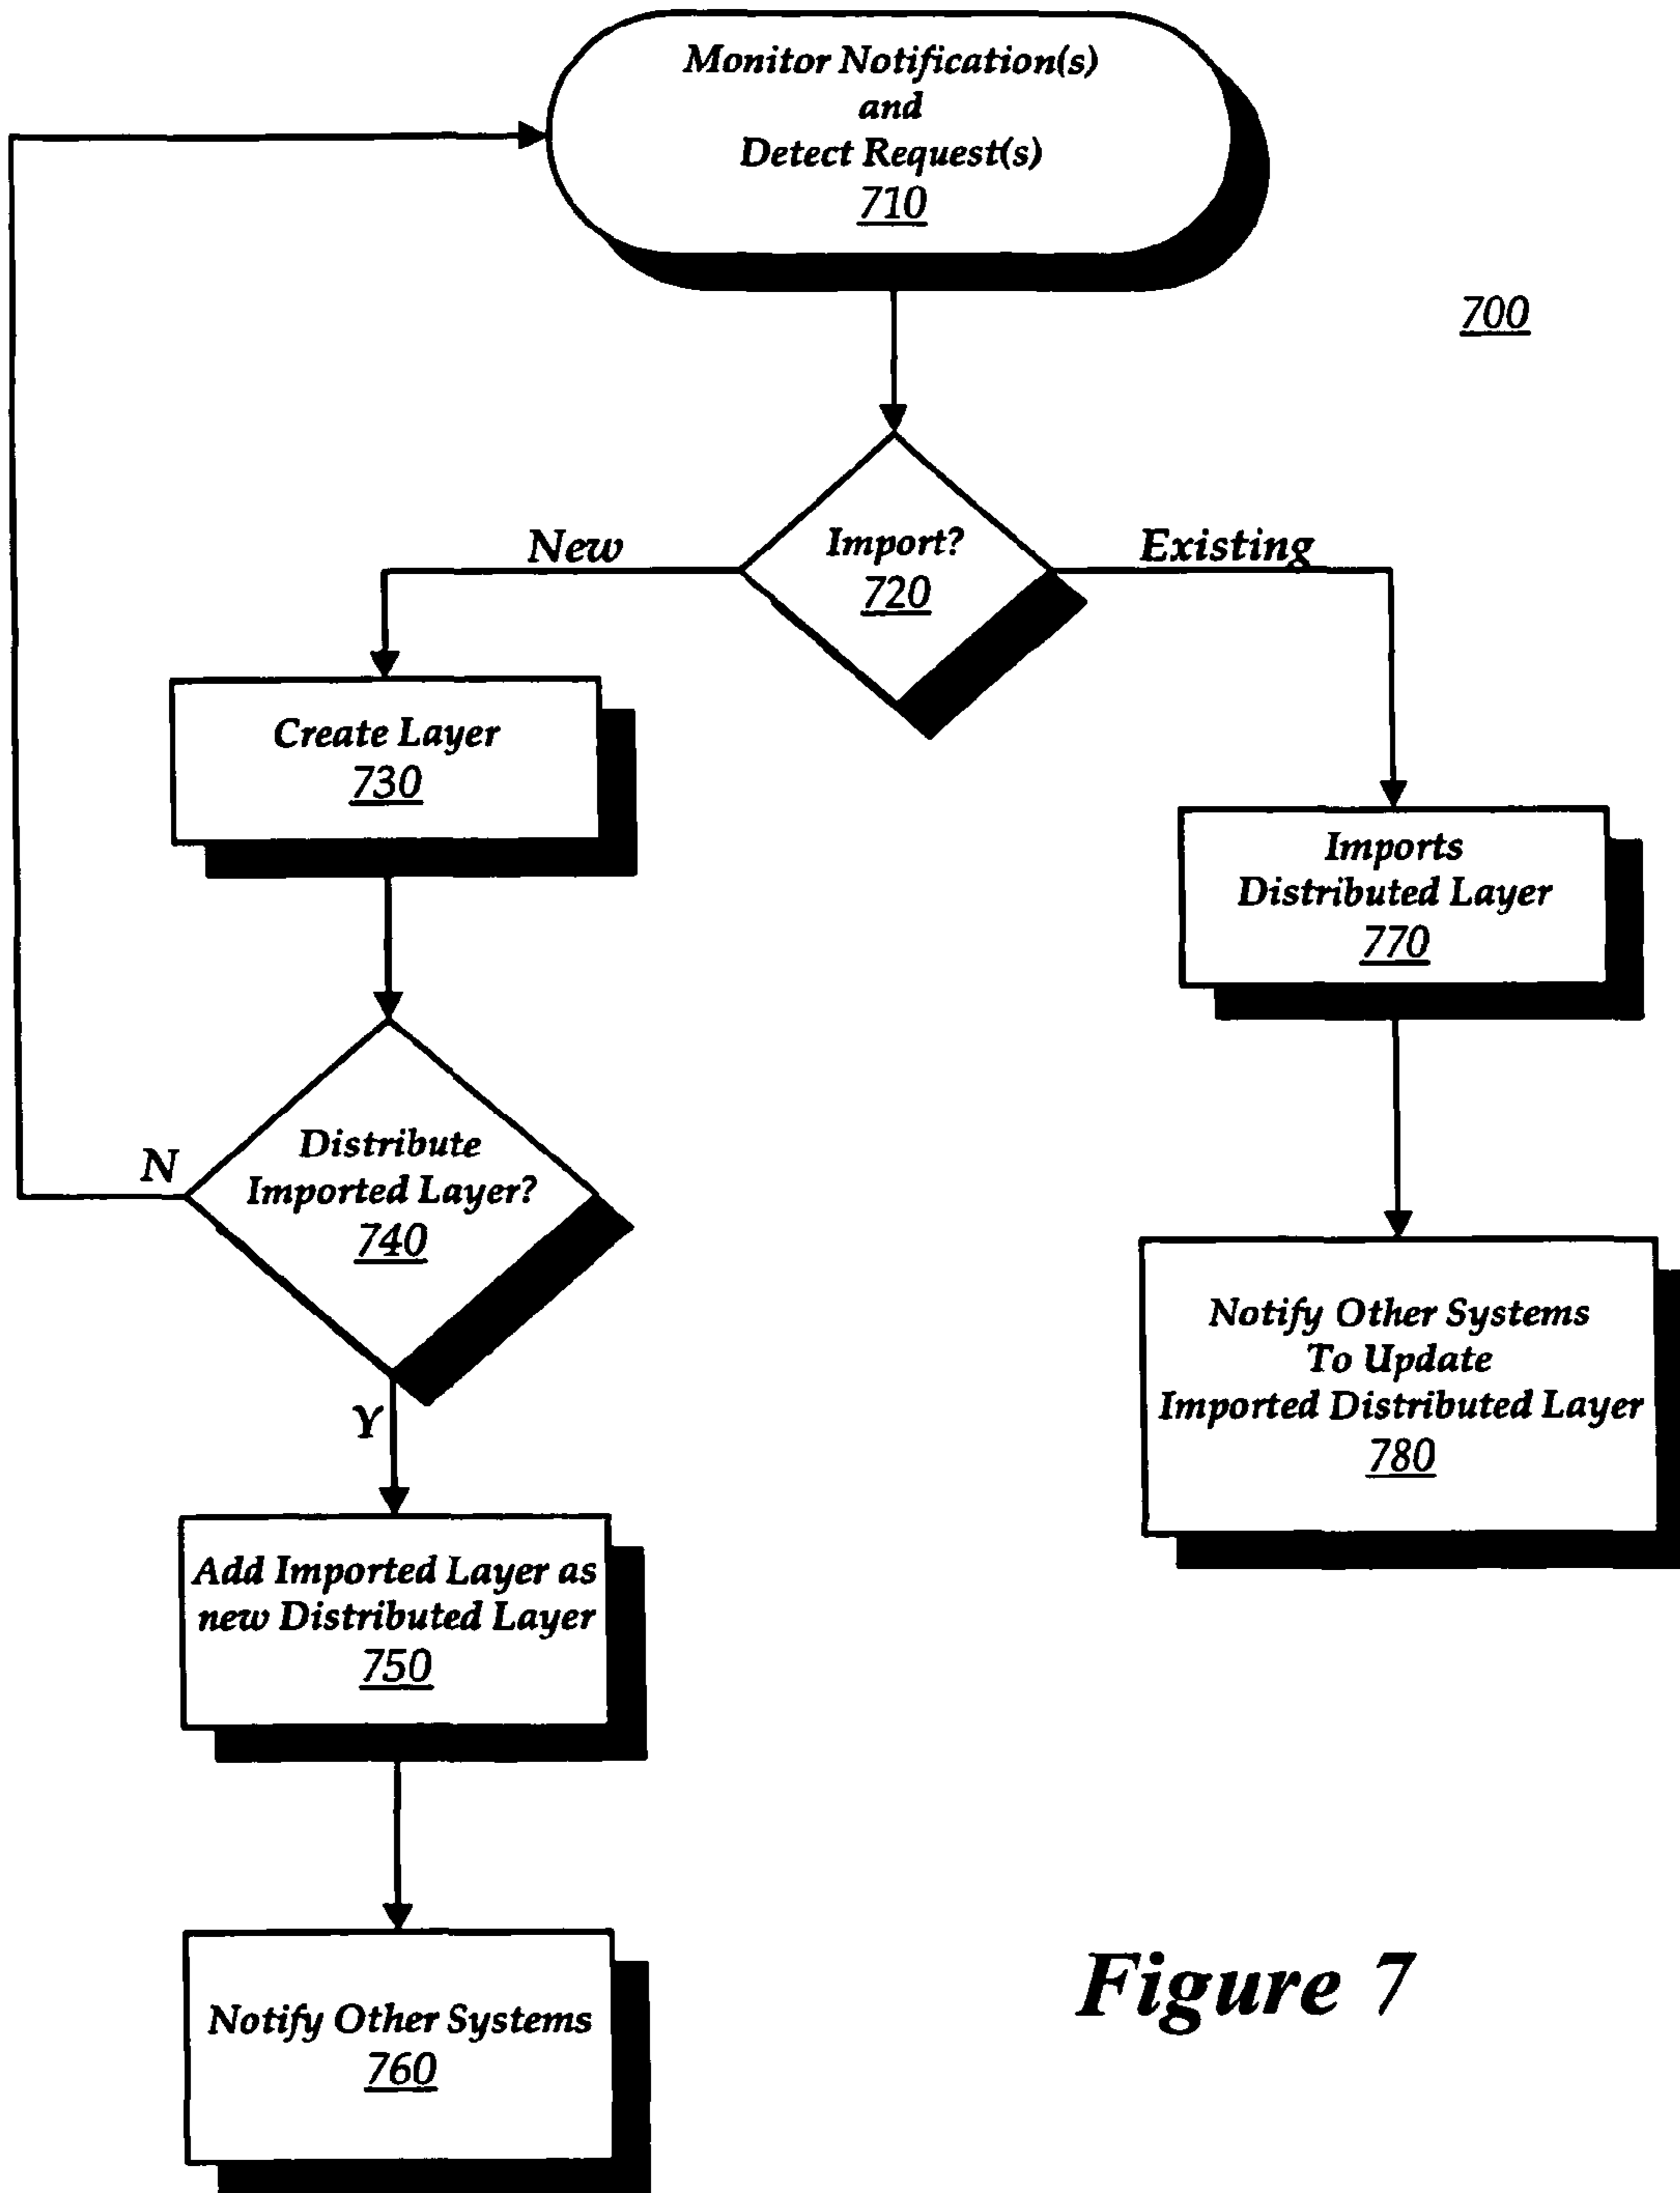 Monitor Notification(s)
and
Detect Request(s)
710
700
Import?
720
New
Existing
Create Layer
730
Imports
Distributed Layer
770
Distribute
Imported Layer?
740
N
Y
Notify Other Systems
To Update
Imported Distributed Layer
780
Add Imported Layer as
new Distributed Layer
750
Notify Other Systems
760
Figure 7